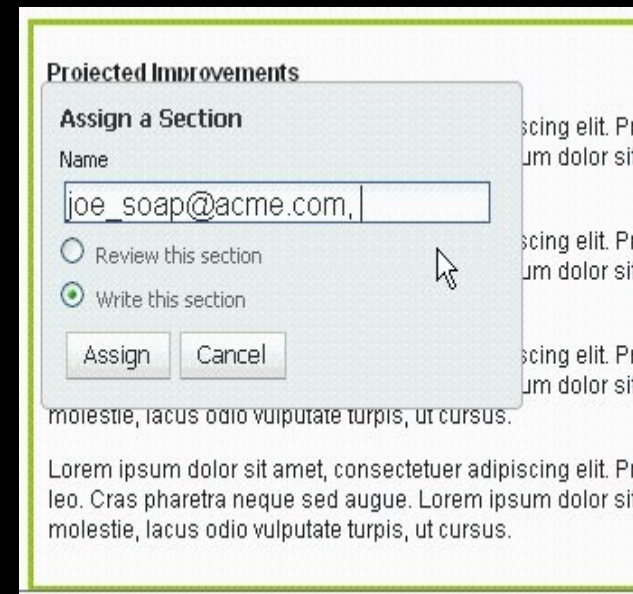 Projected Improvements
Assign a Section
Name
joe_soap@acme.com,
Review this section
Write this section
Assign Cancel
scing elit. Pr
um dolor sit
scing elit. Pr
um dolor sit
scing elit. Pr
um dolor sit
molestie, lacus odio vulputate turpis, ut cursus.
Lorem ipsum dolor sit amet, consectetuer adipiscing elit. Pr
leo. Cras pharetra neque sed augue. Lorem ipsum dolor sit
molestie, lacus odio vulputate turpis, ut cursus.